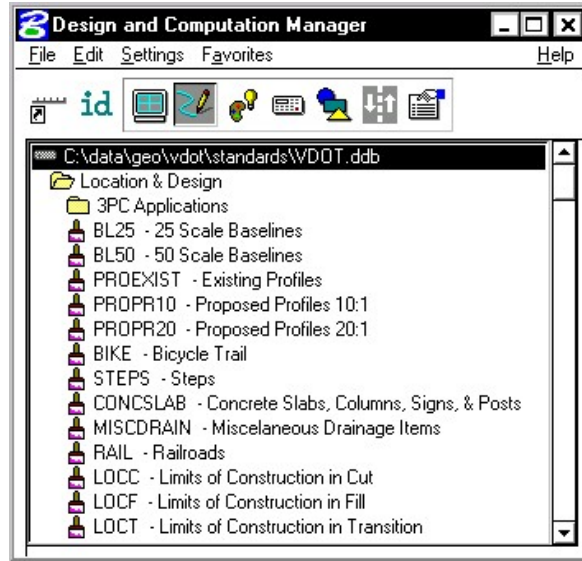 Design and Computation Manager
File Edit Settings Favorites Help
id
C:\data\geo\vdot\standards\VDOT.ddb
Location & Design
3PC Applications
BL25 - 25 Scale Baselines
BL50 - 50 Scale Baselines
PROEXIST - Existing Profiles
PROPR10 - Proposed Profiles 10:1
PROPR20 - Proposed Profiles 20:1
BIKE - Bicycle Trail
STEPS - Steps
CONCSLAB - Concrete Slabs, Columns, Signs, & Posts
MISCDRAIN - Miscelaneous Drainage Items
RAIL - Railroads
LOCC - Limits of Construction in Cut
LOCF - Limits of Construction in Fill
LOCT - Limits of Construction in Transition